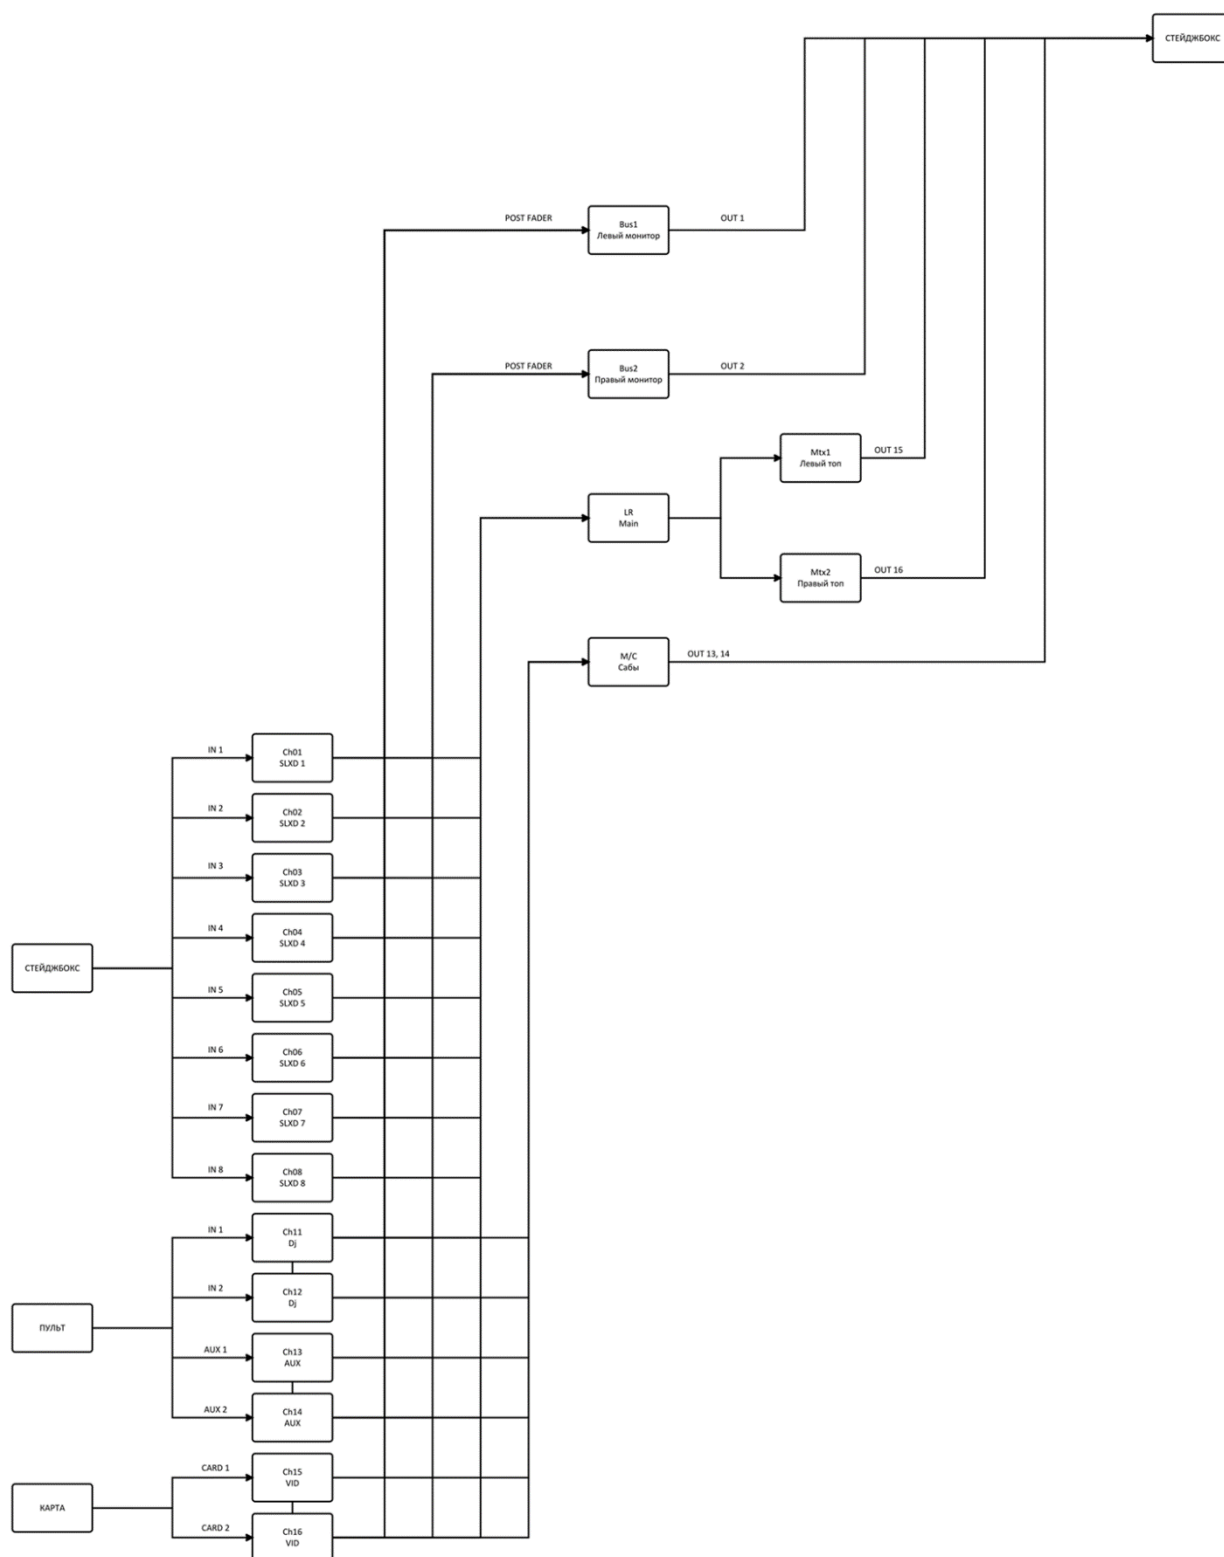 СТЕЙДЖБОКС
POST FADER
Bus1
Левый монитор
OUT 1
POST FADER
Bus2
Правый монитор
OUT 2
Mtx1
Левый топ
OUT 15
LR
Main
Mtx2
Правый топ
OUT 16
M/C
Сабы
OUT 13, 14
IN 1
Ch01
SLXD 1
IN 2
Ch02
SLXD 2
IN 3
Ch03
SLXD 3
IN 4
Ch04
SLXD 4
СТЕЙДЖБОКС
IN 5
Ch05
SLXD 5
IN 6
Ch06
SLXD 6
IN 7
Ch07
SLXD 7
IN 8
Ch08
SLXD 8
IN 1
Ch11
Dj
IN 2
Ch12
Dj
ПУЛЬТ
AUX 1
Ch13
AUX
AUX 2
Ch14
AUX
CARD 1
Ch15
VID
КАРТА
CARD 2
Ch16
VID